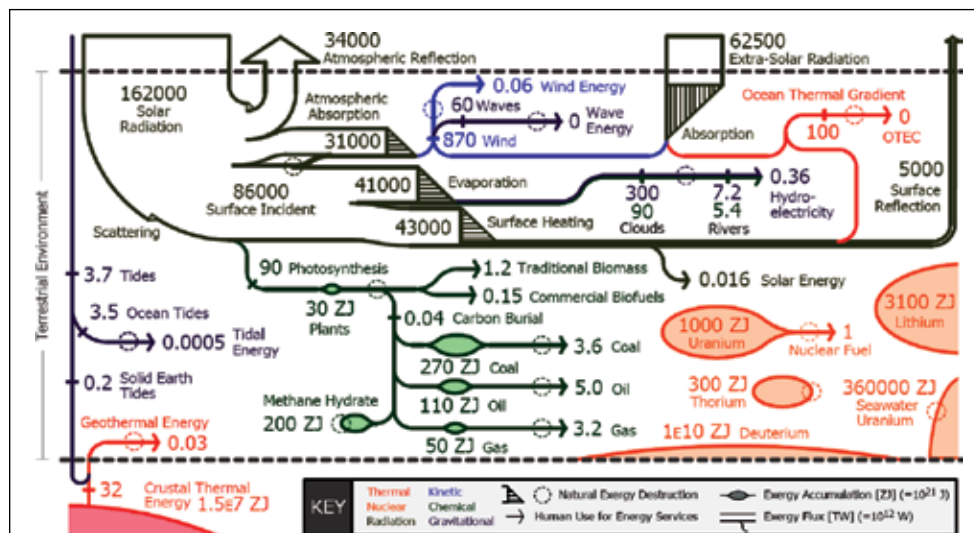 34000
Atmospheric Reflection
62500
Extra-Solar Radiation
162000
Solar
Radiation
Atmospheric
Absorption
31000
0.06 Wind Energy
60 Waves
0 Wave
Energy
870 Wind
Absorption
Ocean Thermal Gradient
100
0
OTEC
86000
Surface Incident
41000
Evaporation
43000
Surface Heating
300
90
Clouds
7.2
5.4
Rivers
0.36
Hydro-
electricity
5000
Surface
Reflection
Scattering
Terrestrial Environment
3.7 Tides
3.5 Ocean Tides
0.0005 Tidal
Energy
0.2 Solid Earth
Tides
90 Photosynthesis
30 ZJ
Plants
1.2 Traditional Biomass
0.15 Commercial Biofuels
0.04 Carbon Burial
3.6 Coal
270 ZJ Coal
5.0 Oil
110 ZJ Oil
Methane Hydrate
200 ZJ
3.2 Gas
50 ZJ Gas
0.016 Solar Energy
1000 ZJ
Uranium
1
Nuclear Fuel
3100 ZJ
Lithium
300 ZJ
Thorium
360000 ZJ
Seawater
Uranium
1E10 ZJ Deuterium
Geothermal Energy
0.03
32 Crustal Thermal
Energy 1.5e7 ZJ
KEY
Thermal Kinetic
Nuclear Chemical
Radiation Gravitational
Natural Exergy Destruction
Human Use for Energy Services
Exergy Accumulation [ZJ] (=10²¹ J)
Exergy Flux [TW] (=10¹² W)